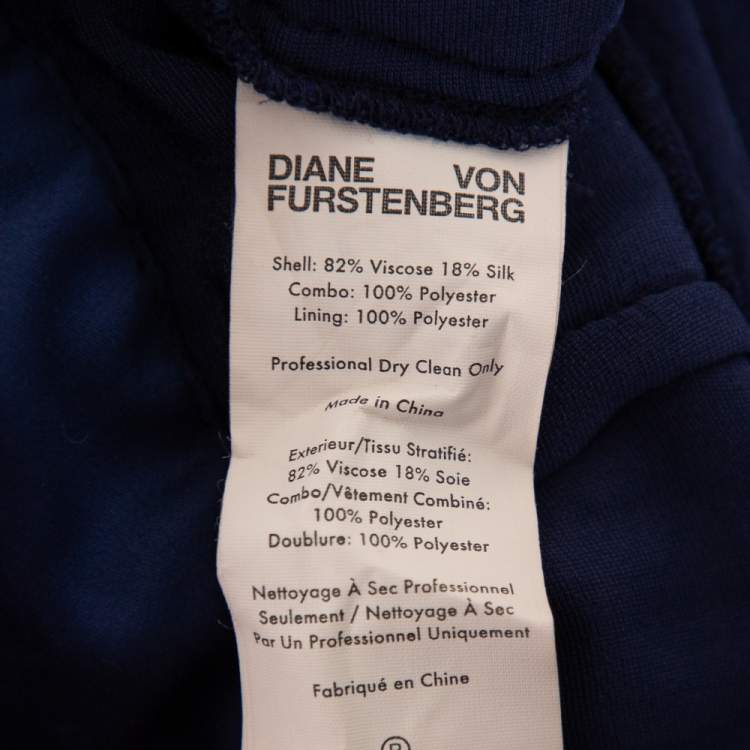 DIANE VON
FURSTENBERG
Shell: 82% Viscose 18% Silk
Combo: 100% Polyester
Lining: 100% Polyester
Professional Dry Clean Only
Made in China
Exterieur/Tissu Stratifié:
82% Viscose 18% Soie
Combo/Vêtement Combiné:
100% Polyester
Doublure: 100% Polyester
Nettoyage À Sec Professionnel
Seulement / Nettoyage À Sec
Par Un Professionnel Uniquement
Fabriqué en Chine